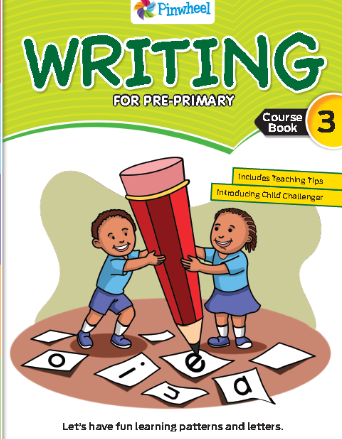 Pinwheel
WRITING
FOR PRE-PRIMARY
Course
Book
3
Includes Teaching Tips
Introducing Child Challenger
o
i
u
e
a
Let's have fun learning patterns and letters.